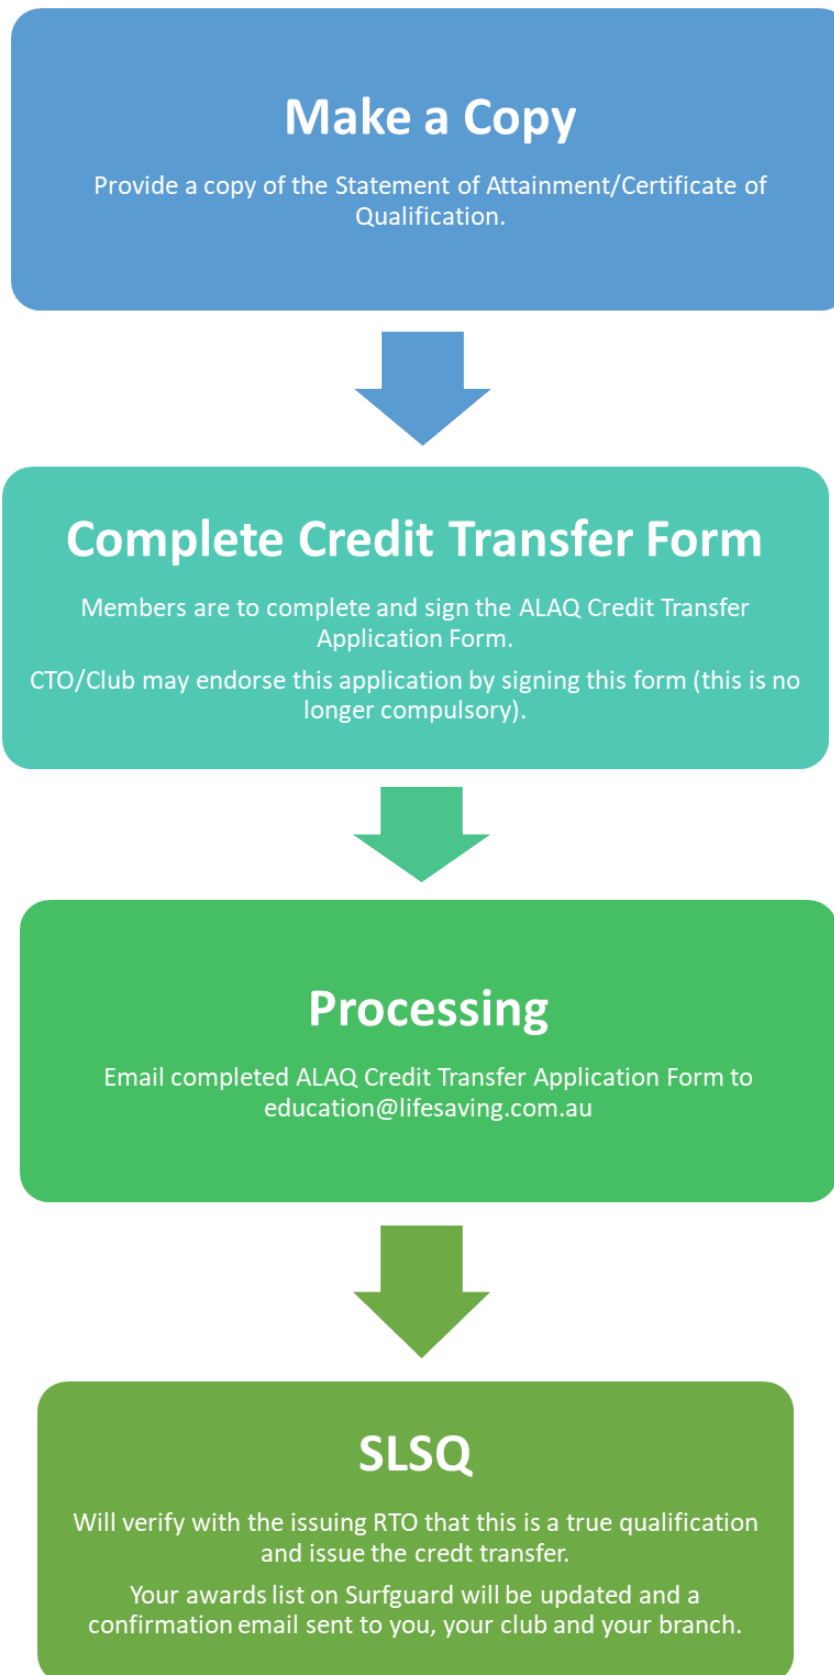 Make a Copy
Provide a copy of the Statement of Attainment/Certificate of
Qualification.
Complete Credit Transfer Form
Members are to complete and sign the ALAQ Credit Transfer
Application Form.
CTO/Club may endorse this application by signing this form (this is no
longer compulsory).
Processing
Email completed ALAQ Credit Transfer Application Form to
education@lifesaving.com.au
SLSQ
Will verify with the issuing RTO that this is a true qualification
and issue the credt transfer.
Your awards list on Surfguard will be updated and a
confirmation email sent to you, your club and your branch.